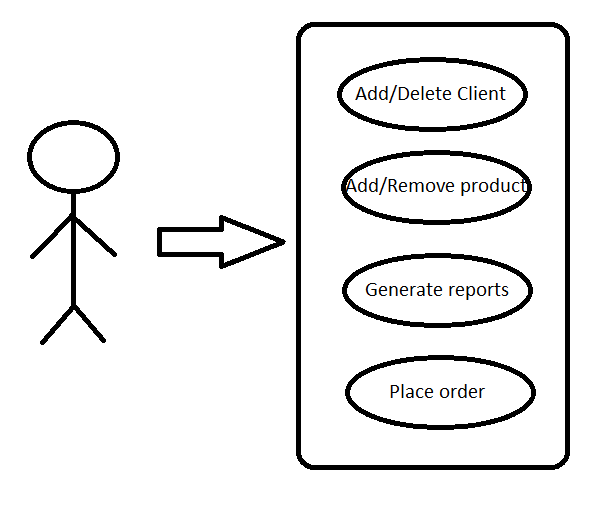 Add/Delete Client
Add/Remove product
Generate reports
Place order